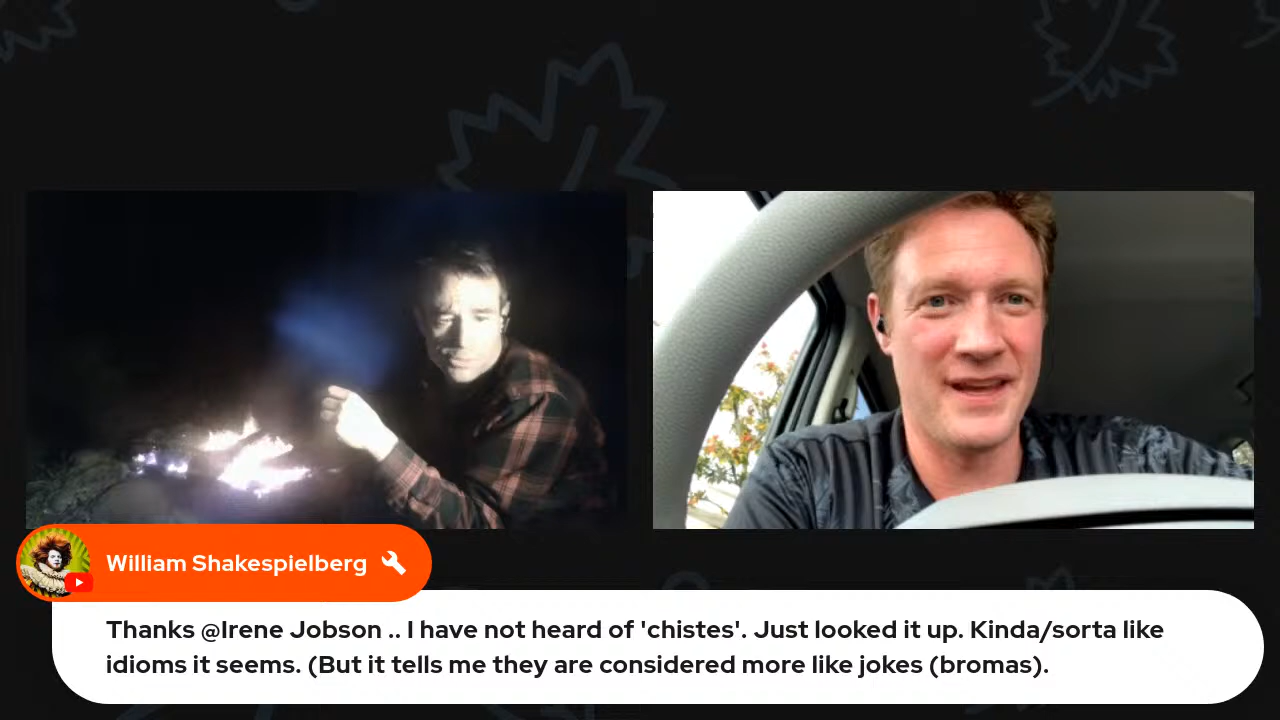 William Shakespielberg
Thanks @Irene Jobson .. I have not heard of 'chistes'. Just looked it up. Kinda/sorta like
idioms it seems. (But it tells me they are considered more like jokes (bromas).